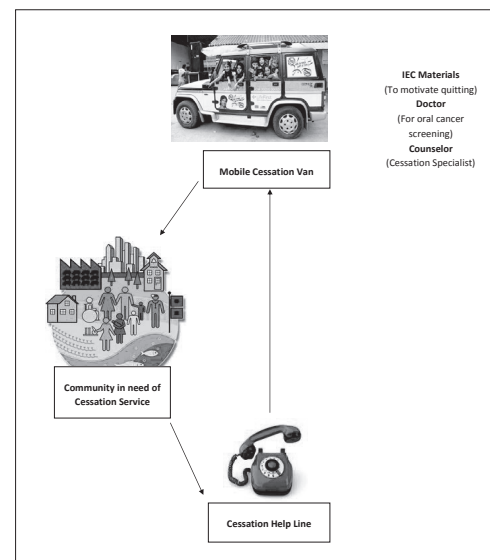 IEC Materials
(To motivate quitting)
Doctor
(For oral cancer
screening)
Counselor
(Cessation Specialist)
Mobile Cessation Van
Community in need of
Cessation Service
Cessation Help Line